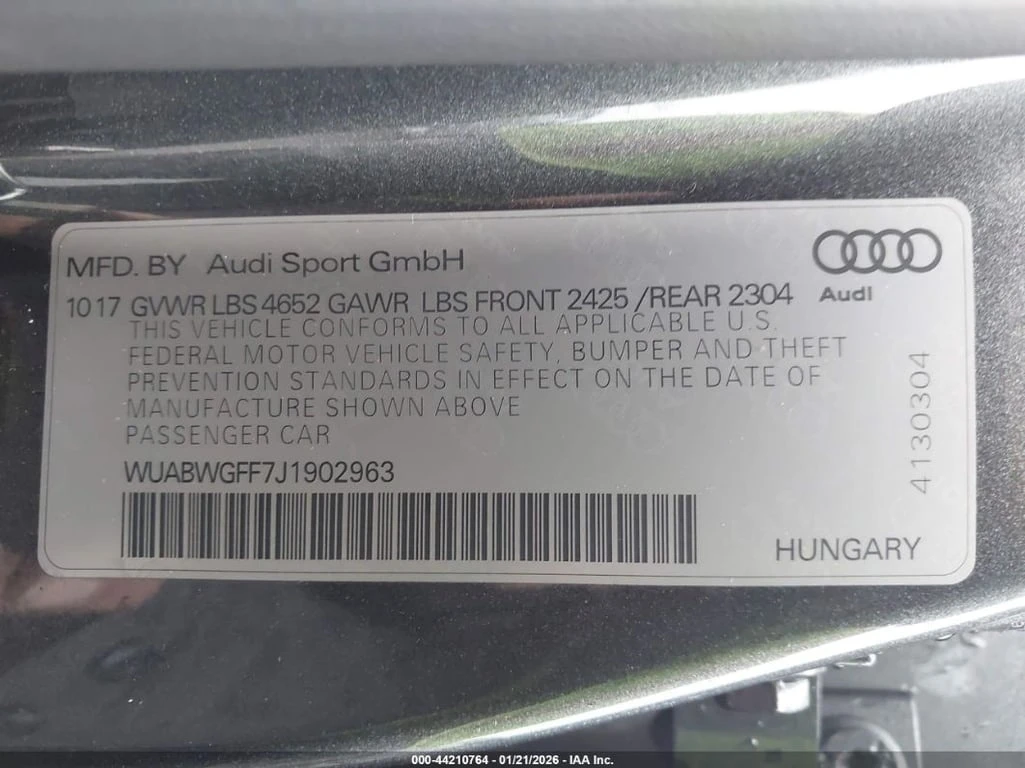 MFD. BY Audi Sport GmbH
Audi
10 17 GVWR LBS 4652 GAWR LBS FRONT 2425 /REAR 2304
THIS VEHICLE CONFORMS TO ALL APPLICABLE U.S.
FEDERAL MOTOR VEHICLE SAFETY, BUMPER AND THEFT
PREVENTION STANDARDS IN EFFECT ON THE DATE OF
MANUFACTURE SHOWN ABOVE
PASSENGER CAR
WUABWGFF7J1902963
4130304
HUNGARY
000-44210764 - 01/21/2026 - IAA Inc.